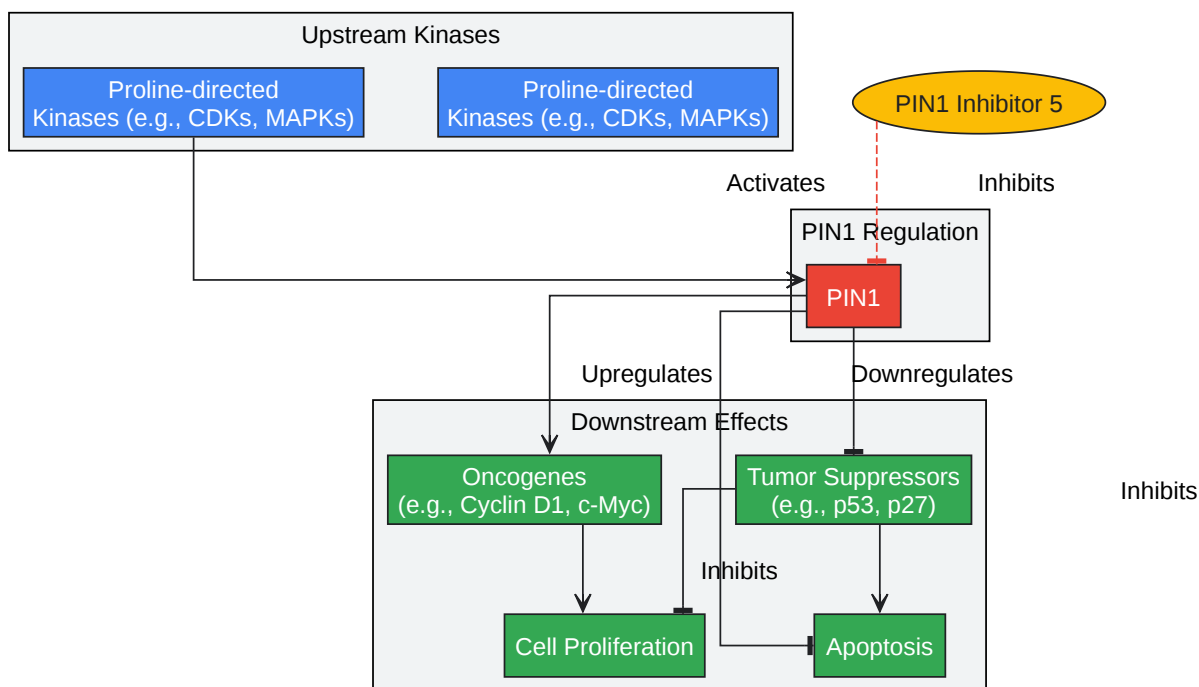 Upstream Kinases
Proline-directed
Kinases (e.g., CDKs, MAPKs)
Proline-directed
Kinases (e.g., CDKs, MAPKs)
PIN1 Inhibitor 5
Activates
Inhibits
PIN1 Regulation
PIN1
Upregulates
Downregulates
Downstream Effects
Oncogenes
(e.g., Cyclin D1, c-Myc)
Tumor Suppressors
(e.g., p53, p27)
Inhibits
Inhibits
Cell Proliferation
Apoptosis